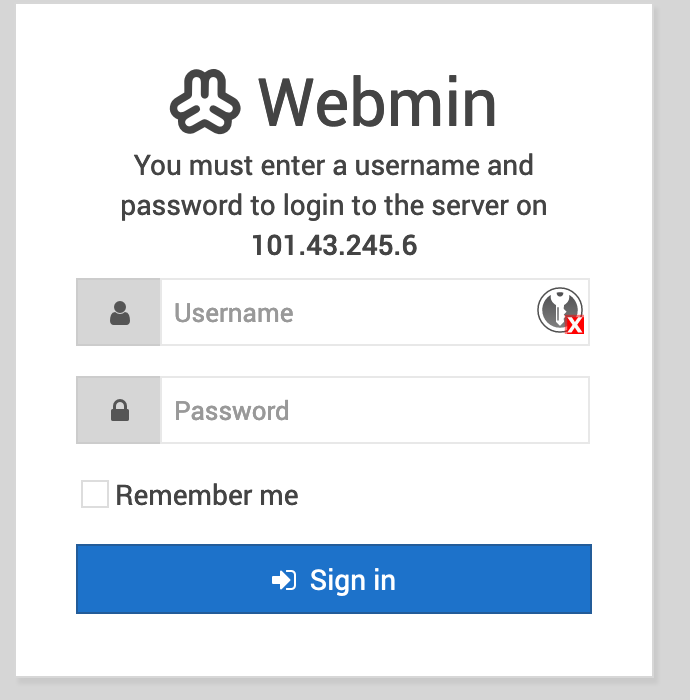 Webmin
You must enter a username and
password to login to the server on
101.43.245.6
Username
X
Password
Remember me
Sign in